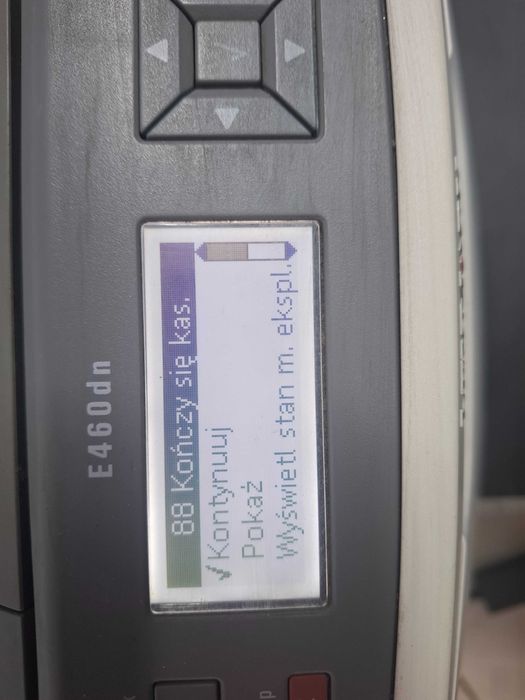 E460dn
88 Kończy się kas.
√ Kontynuuj
Pokaż
Wyświetl stan m. ekspl.